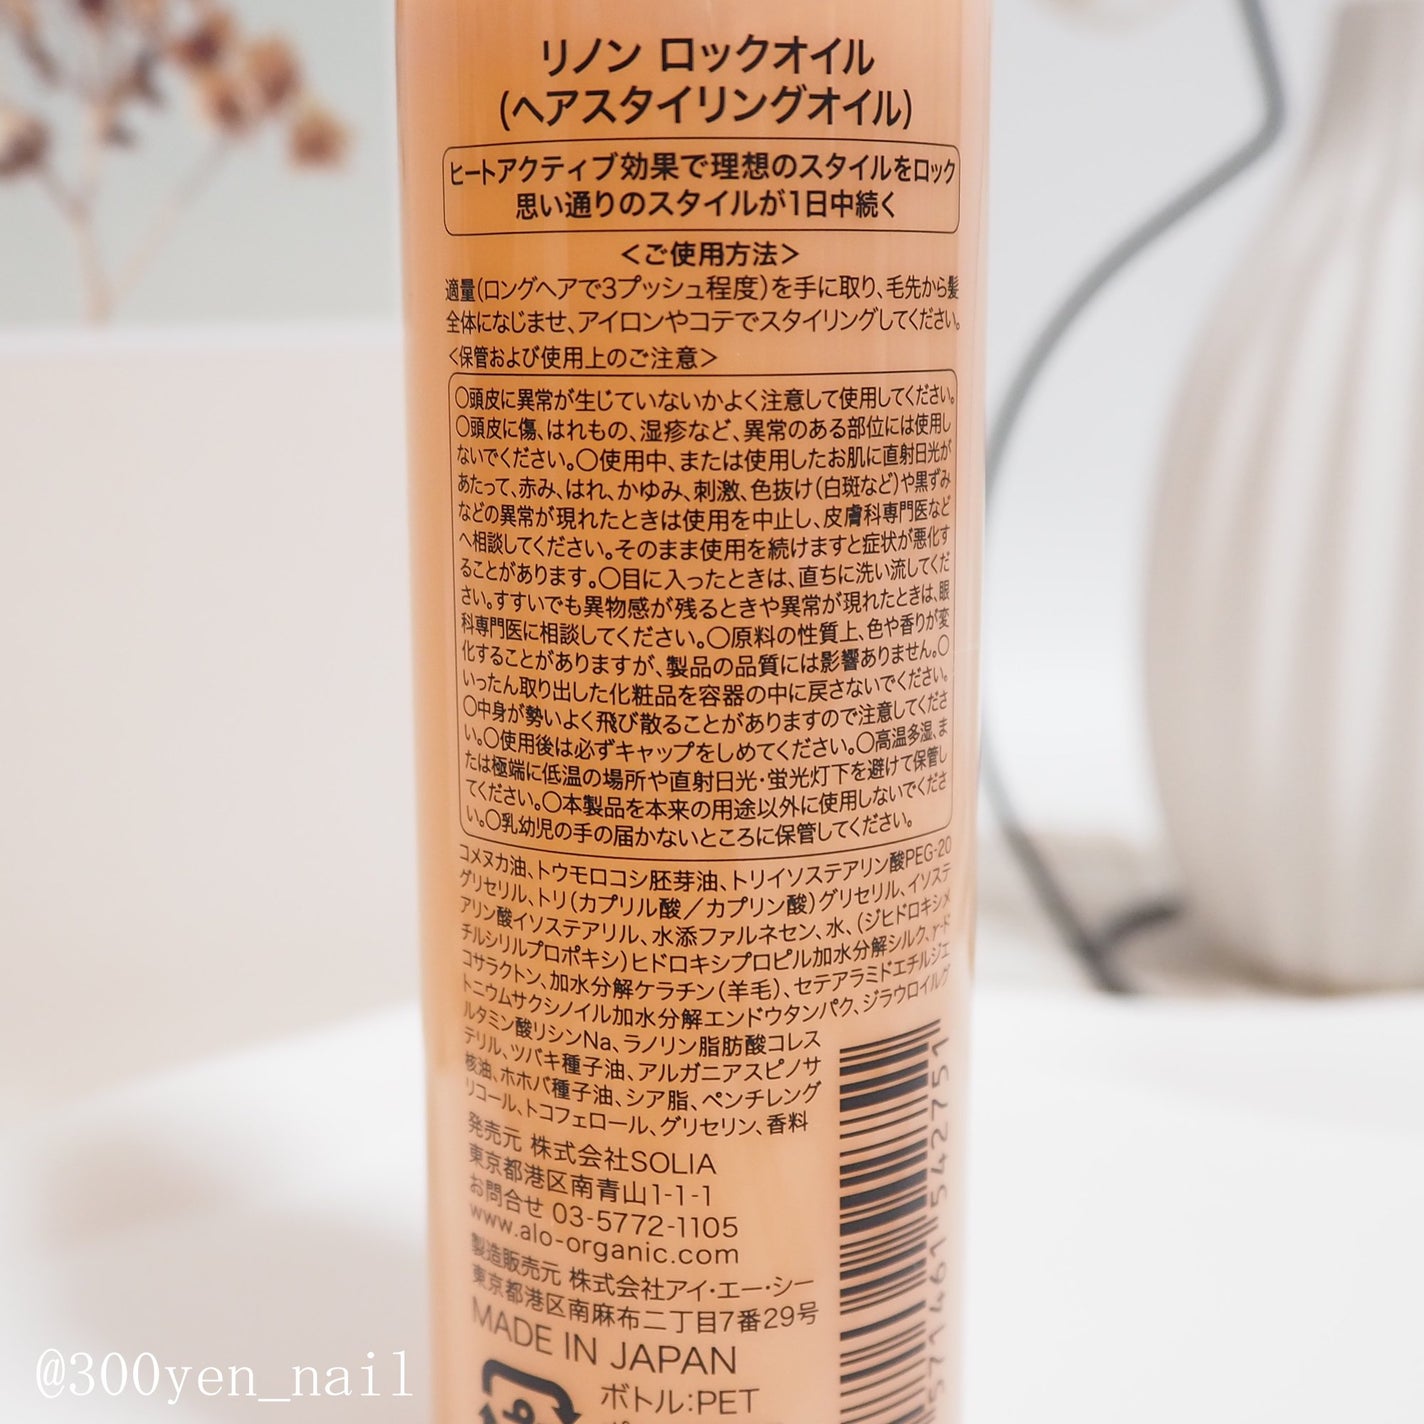 リノン ロックオイル
(ヘアスタイリングオイル)
ヒートアクティブ効果で理想のスタイルをロック
思い通りのスタイルが1日中続く
＜ご使用方法＞
適量(ロングヘアで3プッシュ程度)を手に取り、毛先から髪
全体になじませ、アイロンやコテでスタイリングしてください。
＜保管および使用上のご注意＞
○頭皮に異常が生じていないかよく注意して使用してください。
○頭皮に傷、はれもの、湿疹など、異常のある部位には使用し
ないでください。○使用中、または使用したお肌に直射日光が
あたって、赤み、はれ、かゆみ、刺激、色抜け(白斑など)や黒ずみ
などの異常が現れたときは使用を中止し、皮膚科専門医など
へ相談してください。そのまま使用を続けますと症状が悪化す
ることがあります。○目に入ったときは、直ちに洗い流してくだ
さい。すすいでも異物感が残るときや異常が現れたときは、眼
科専門医に相談してください。○原料の性質上、色や香りが変
化することがありますが、製品の品質には影響ありません。○
いったん取り出した化粧品を容器の中に戻さないでください。
○中身が勢いよく飛び散ることがありますので注意してくださ
い。○使用後は必ずキャップをしめてください。○高温多湿、ま
たは極端に低温の場所や直射日光・蛍光灯下を避けて保管し
てください。○本製品を本来の用途以外に使用しないでくださ
い。○乳幼児の手の届かないところに保管してください。
コメヌカ油、トウモロコシ胚芽油、トリイソステアリン酸PEG-20
グリセリル、トリ(カプリル酸／カプリン酸)グリセリル、イソステ
アリン酸イソステアリル、水添ファルネセン、水、(ジヒドロキシメ
チルシリルプロポキシ)ヒドロキシプロピル加水分解シルク、γ-ド
コサラクトン、加水分解ケラチン(羊毛)、セテアラミドエチルジエ
トニウムサクシノイル加水分解エンドウタンパク、ジラウロイルグ
ルタミン酸リシンNa、ラノリン脂肪酸コレス
テリル、ツバキ種子油、アルガニアスピノサ
核油、ホホバ種子油、シア脂、ペンチレング
リコール、トコフェロール、グリセリン、香料
発売元 株式会社SOLIA
東京都港区南青山1-1-1
お問合せ 03-5772-1105
www.alo-organic.com
製造販売元 株式会社アイ・エー・シー
東京都港区南麻布二丁目7番29号
MADE IN JAPAN
ボトル:PET
571461542751
@300yen_nail